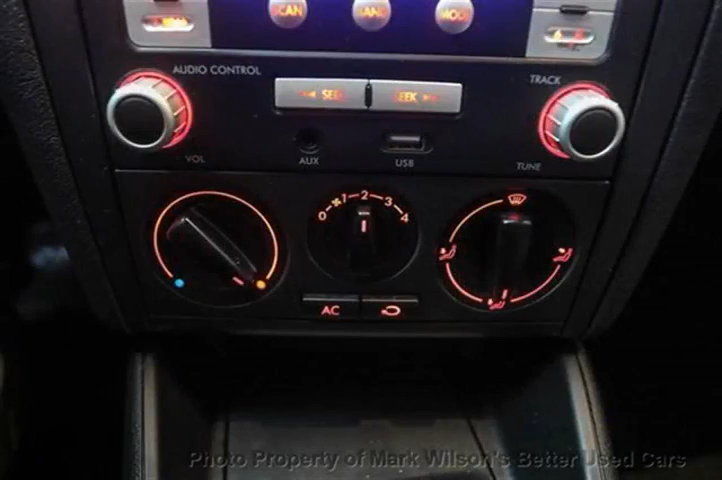 SCAN BAND MODE
AUDIO CONTROL
SEEK SEEK
TRACK
VOL
AUX
USB
TUNE
0 1 2 3 4
AC
Photo Property of Mark Wilson's Better Used Cars